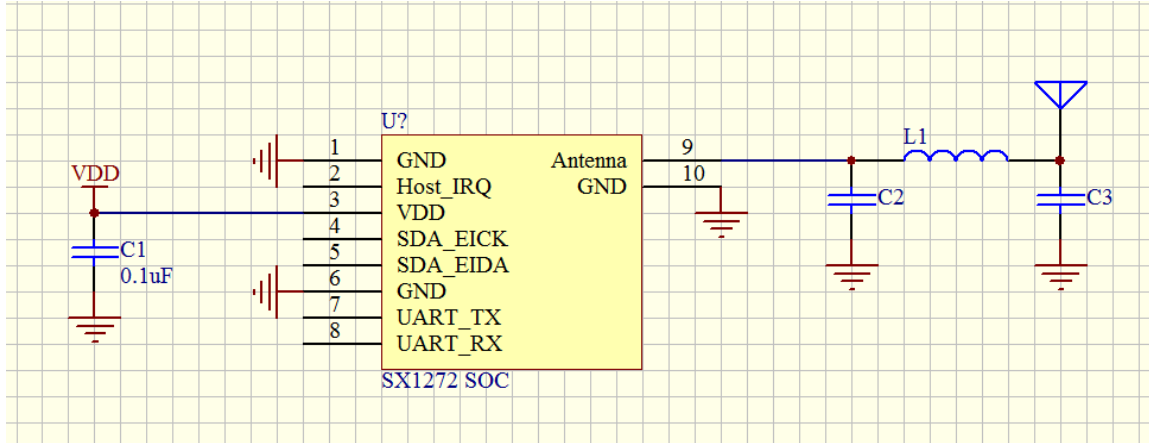 U?
1 GND Antenna 9
2 Host_IRQ GND 10
VDD
3 VDD
4 SDA_EICK
5 SDA_EIDA
6 GND
7 UART_TX
8 UART_RX
SX1272 SOC
C1
0.1uF
L1
C2
C3